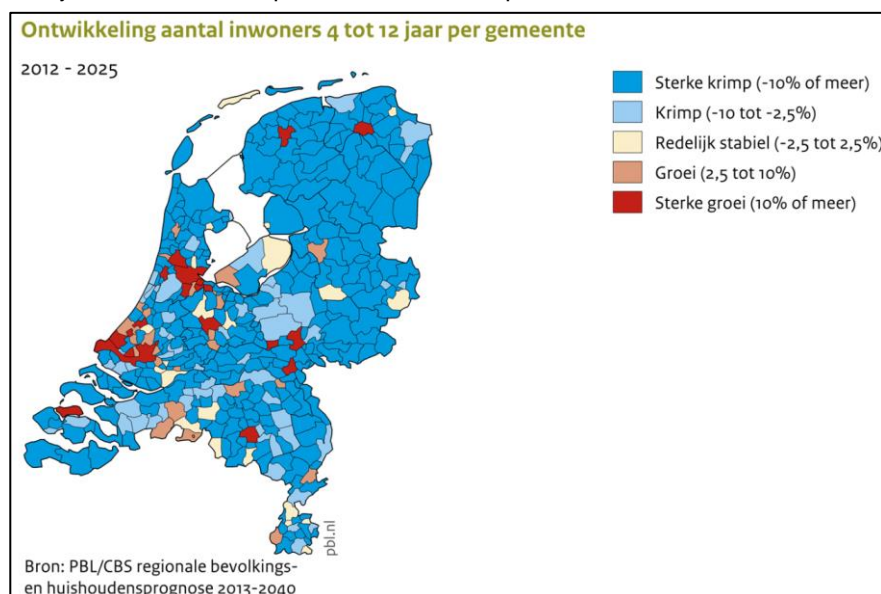 Ontwikkeling aantal inwoners 4 tot 12 jaar per gemeente
2012 - 2025
Sterke krimp (-10% of meer)
Krimp (-10 tot -2,5%)
Redelijk stabiel (-2,5 tot 2,5%)
Groei (2,5 tot 10%)
Sterke groei (10% of meer)
pbl.nl
Bron: PBL/CBS regionale bevolkings-
en huishoudensprognose 2013-2040